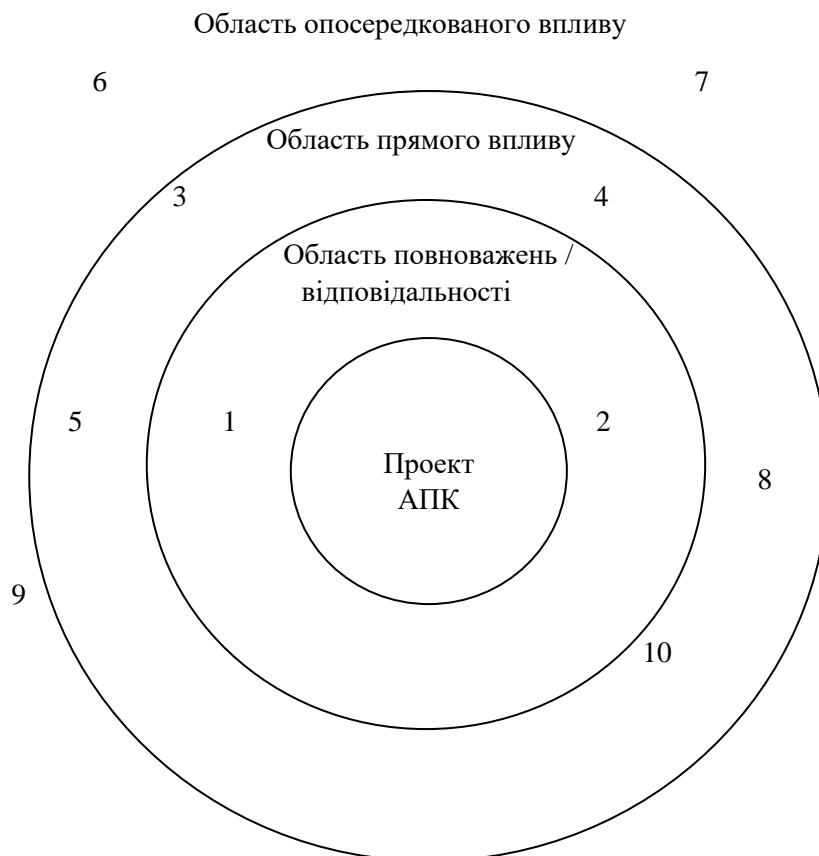 Область опосередкованого впливу
6
7
Область прямого впливу
3
4
Область повноважень /
відповідальності
5
1
2
Проект
АПК
8
9
10